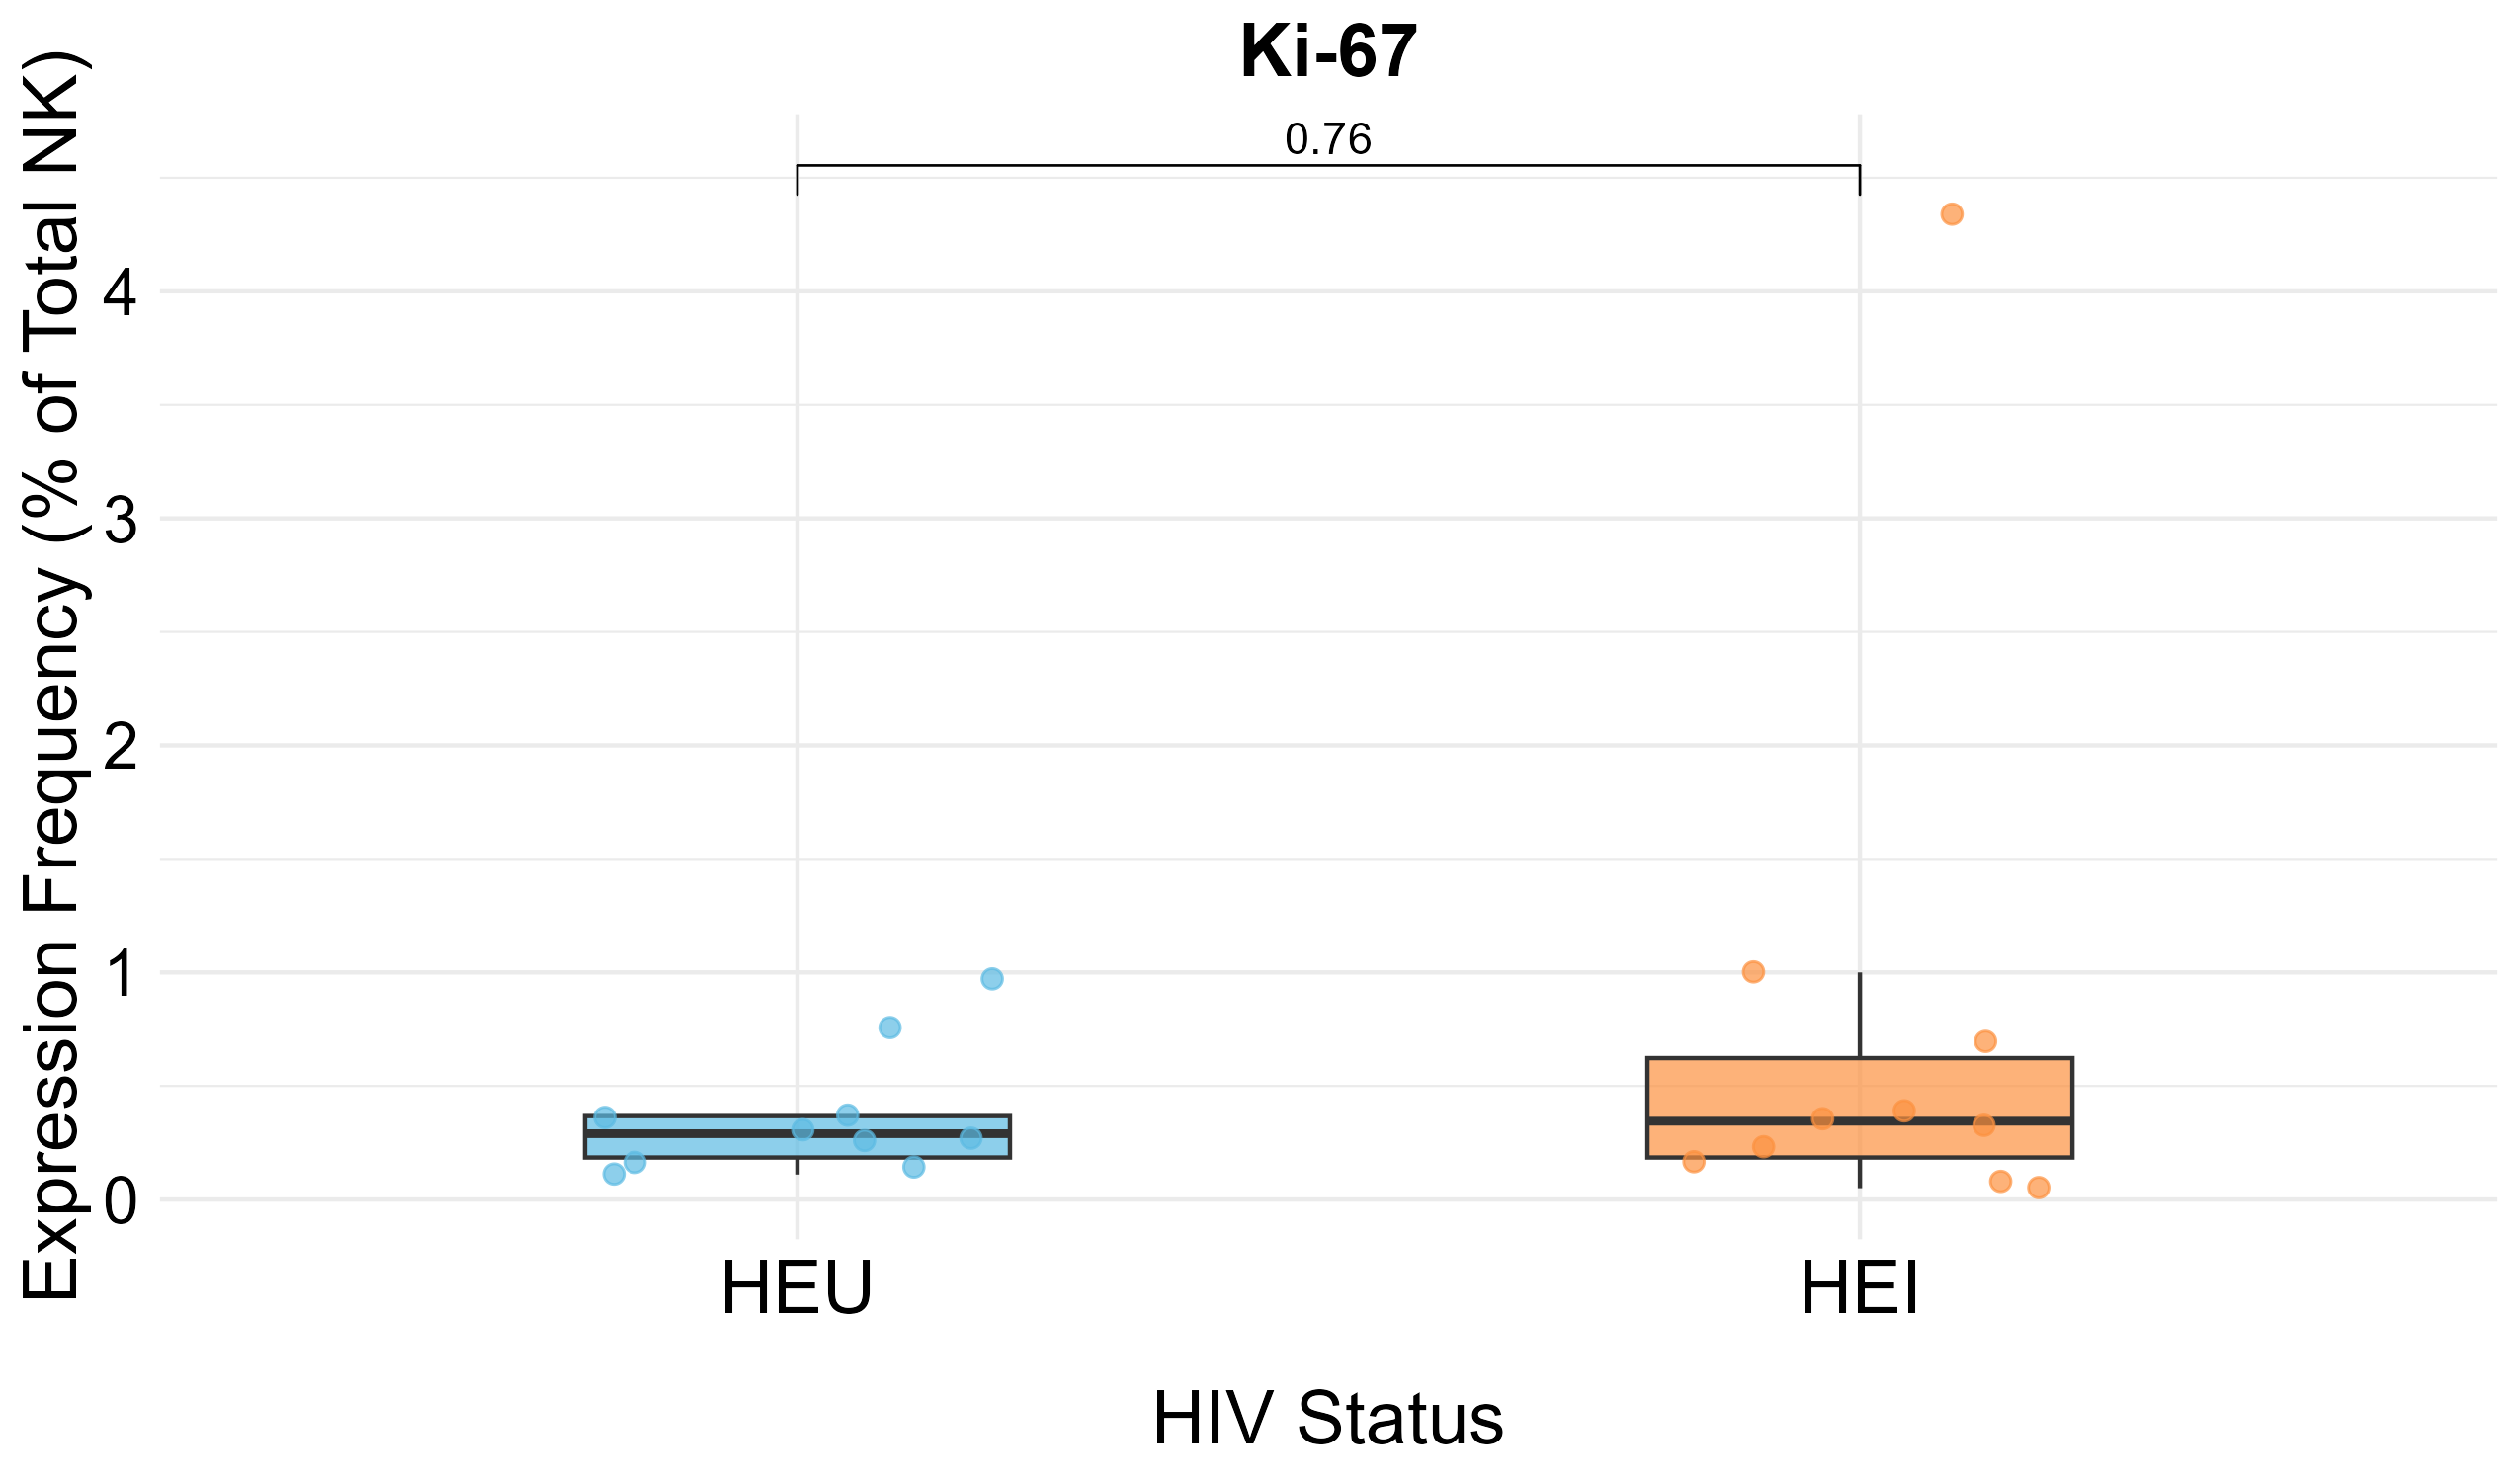 Ki-67
0.76
Expression Frequency (% of Total NK)
4
3
2
1
0
HEU
HEI
HIV Status